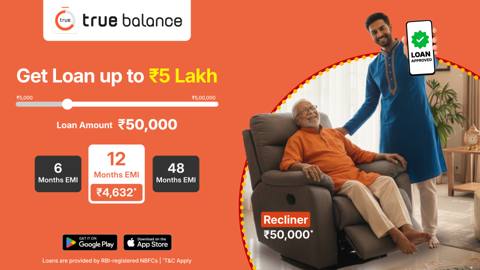 true
true balance
Get Loan up to ₹5 Lakh
₹5,000
₹5,00,000
Loan Amount ₹50,000
6
Months EMI
12
Months EMI
₹4,632*
48
Months EMI
GET IT ON
Google Play
Download on the
App Store
Loans are provided by RBI-registered NBFCs | *T&C Apply
LOAN
APPROVED
Recliner
₹50,000*